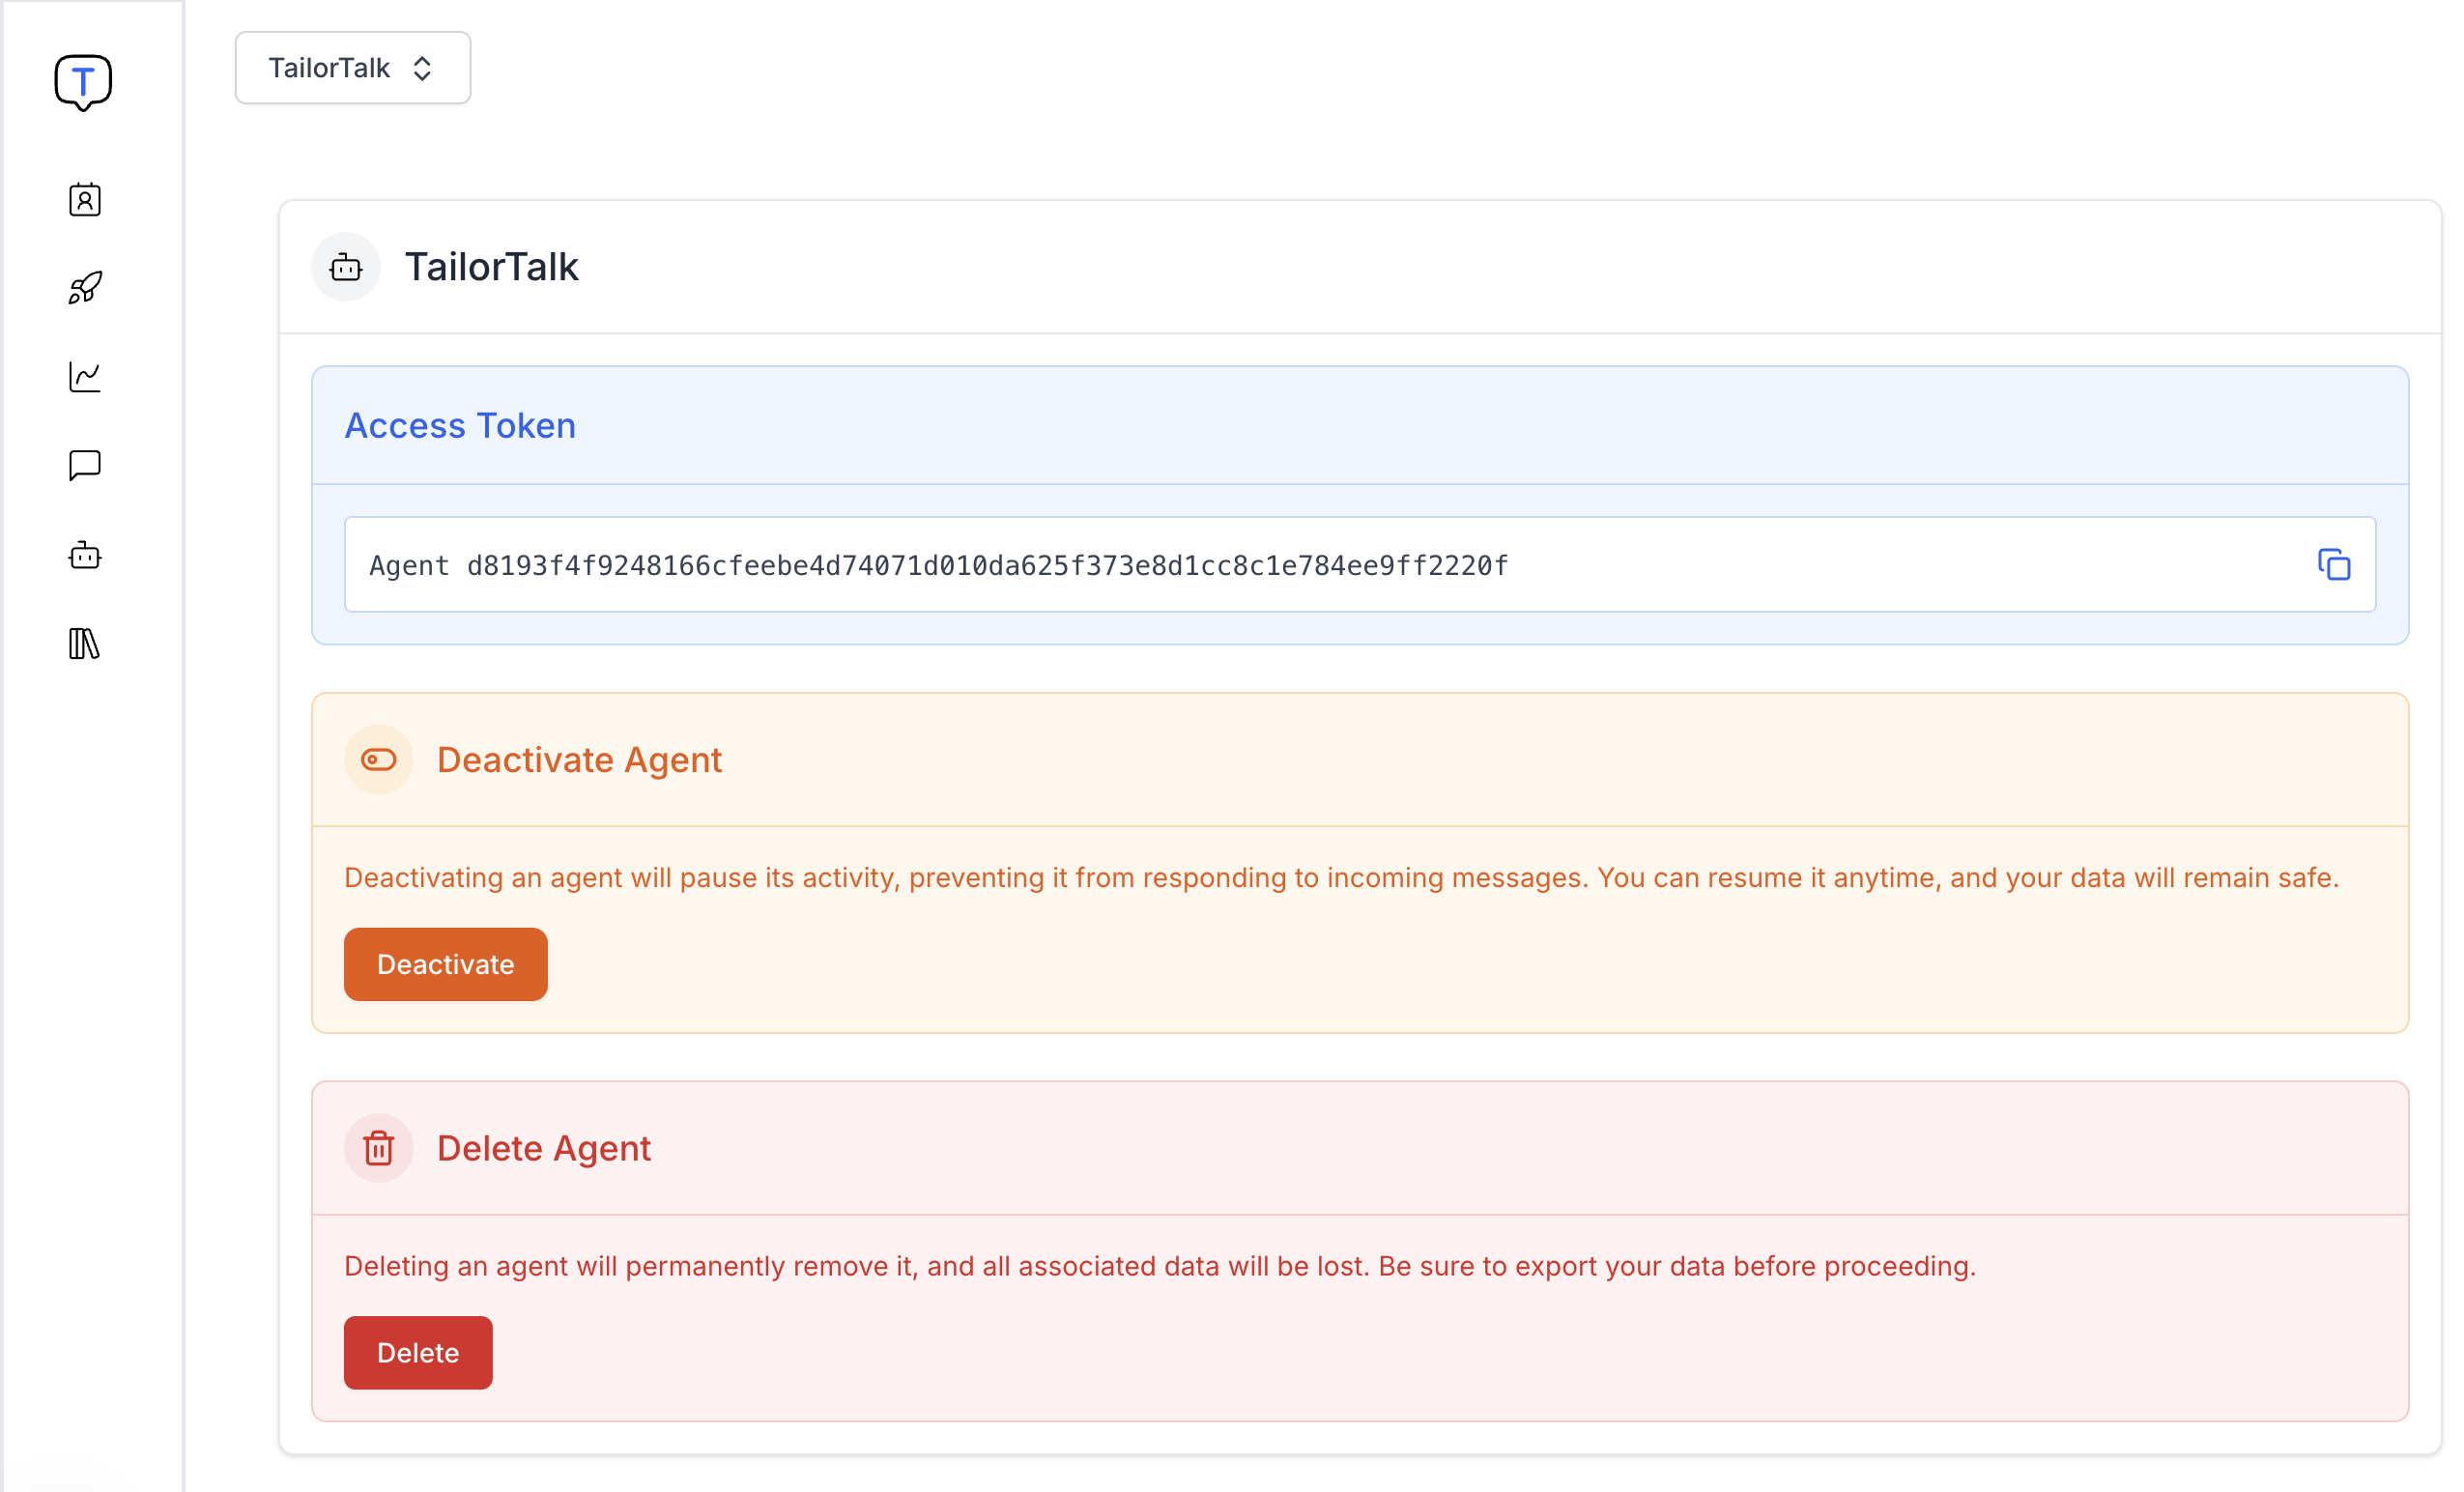 T
TailorTalk
TailorTalk
Access Token
Agent d8193f4f9248166cfeebe4d74071d010da625f373e8d1cc8c1e784ee9ff2220f
Deactivate Agent
Deactivating an agent will pause its activity, preventing it from responding to incoming messages. You can resume it anytime, and your data will remain safe.
Deactivate
Delete Agent
Deleting an agent will permanently remove it, and all associated data will be lost. Be sure to export your data before proceeding.
Delete